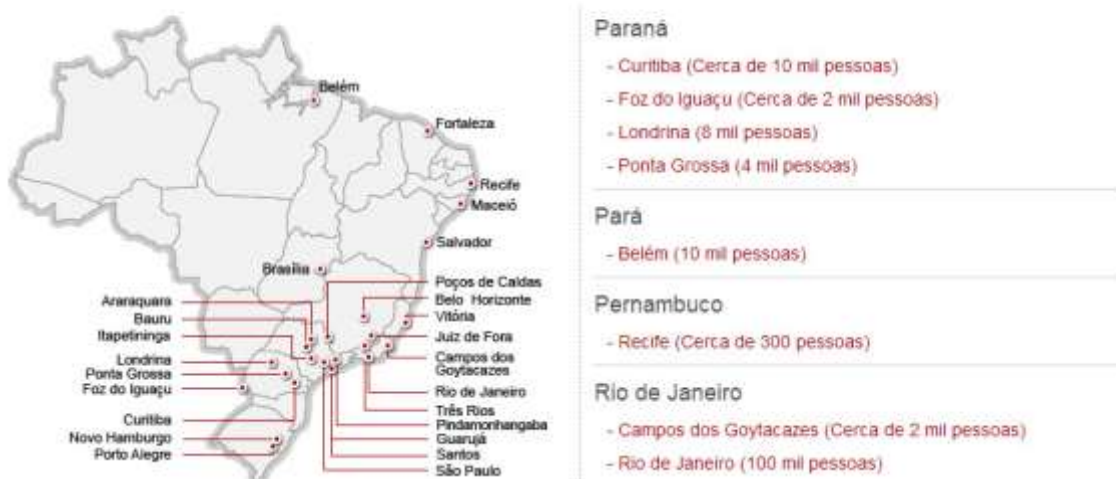 Belém
Fortaleza
Recife
Maceió
Salvador
Brasília
Poços de Caldas
Belo Horizonte
Vitória
Juiz de Fora
Campos dos
Goytacazes
Rio de Janeiro
Três Rios
Pindamonhangaba
Guarujá
Santos
São Paulo
Araraquara
Bauru
Itapetininga
Londrina
Ponta Grossa
Foz do Iguaçu
Curitiba
Novo Hamburgo
Porto Alegre
Paraná
- Curitiba (Cerca de 10 mil pessoas)
- Foz do Iguaçu (Cerca de 2 mil pessoas)
- Londrina (8 mil pessoas)
- Ponta Grossa (4 mil pessoas)
Pará
- Belém (10 mil pessoas)
Pernambuco
- Recife (Cerca de 300 pessoas)
Rio de Janeiro
- Campos dos Goytacazes (Cerca de 2 mil pessoas)
- Rio de Janeiro (100 mil pessoas)